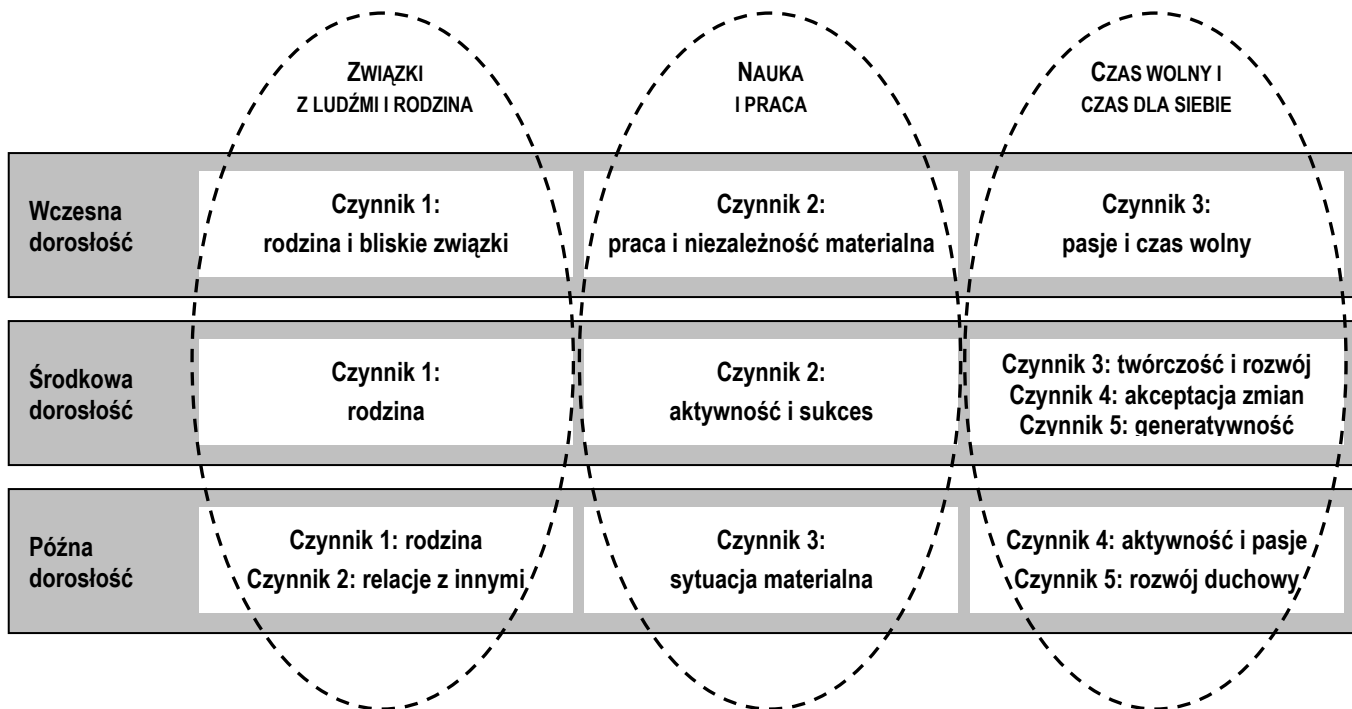 ZWIĄZKI
Z LUDŹMI I RODZINA
NAUKA
I PRACA
CZAS WOLNY I
CZAS DLA SIEBIE
Wczesna
dorosłość
Czynnik 1:
rodzina i bliskie związki
Czynnik 2:
praca i niezależność materialna
Czynnik 3:
pasje i czas wolny
Środkowa
dorosłość
Czynnik 1:
rodzina
Czynnik 2:
aktywność i sukces
Czynnik 3: twórczość i rozwój
Czynnik 4: akceptacja zmian
Czynnik 5: generatywność
Późna
dorosłość
Czynnik 1: rodzina
Czynnik 2: relacje z innymi
Czynnik 3:
sytuacja materialna
Czynnik 4: aktywność i pasje
Czynnik 5: rozwój duchowy